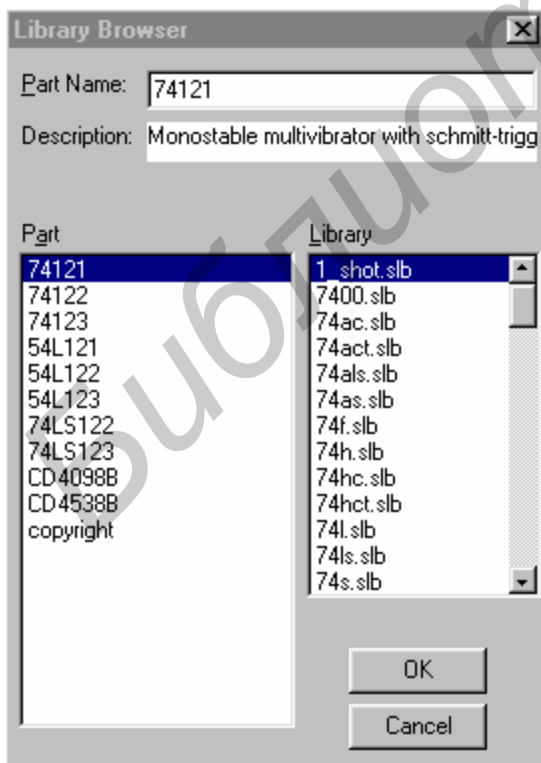 Library Browser
Part Name: 74121
Description: Monostable multivibrator with schmitt-trigg
Part
74121
74122
74123
54L121
54L122
54L123
74LS122
74LS123
CD4098B
CD4538B
copyright
Library
1_shot.slb
7400.slb
74ac.slb
74act.slb
74als.slb
74as.slb
74f.slb
74h.slb
74hc.slb
74hct.slb
74l.slb
74ls.slb
74s.slb
OK
Cancel
Библиот